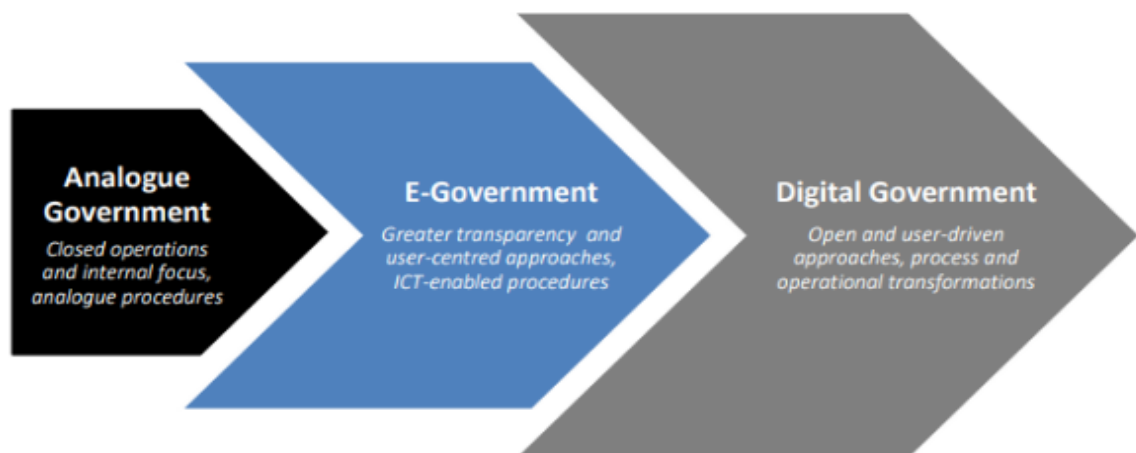 Analogue
Government
Closed operations
and internal focus,
analogue procedures
E-Government
Greater transparency and
user-centred approaches,
ICT-enabled procedures
Digital Government
Open and user-driven
approaches, process and
operational transformations